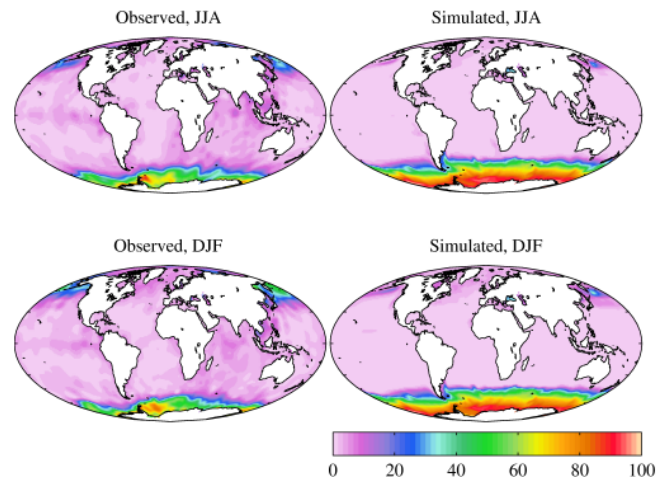 Observed, JJA
Simulated, JJA
Observed, DJF
Simulated, DJF
0 20 40 60 80 100